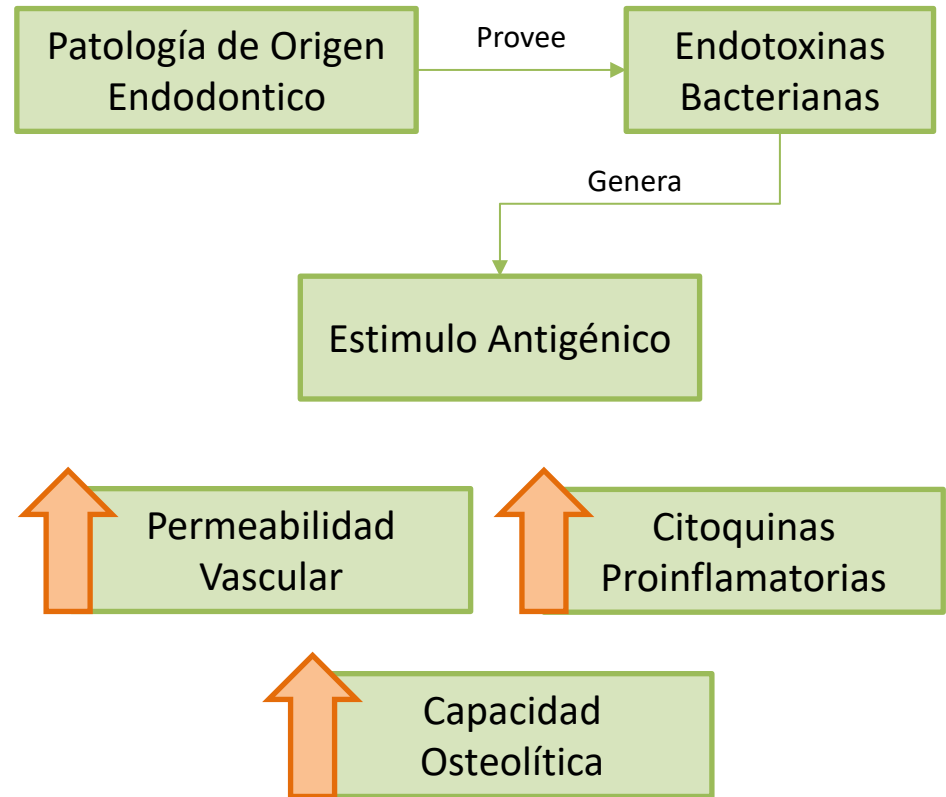 Patología de Origen
Endodontico
Provee
Endotoxinas
Bacterianas
Genera
Estimulo Antigénico
Permeabilidad
Vascular
Citoquinas
Proinflamatorias
Capacidad
Osteolítica